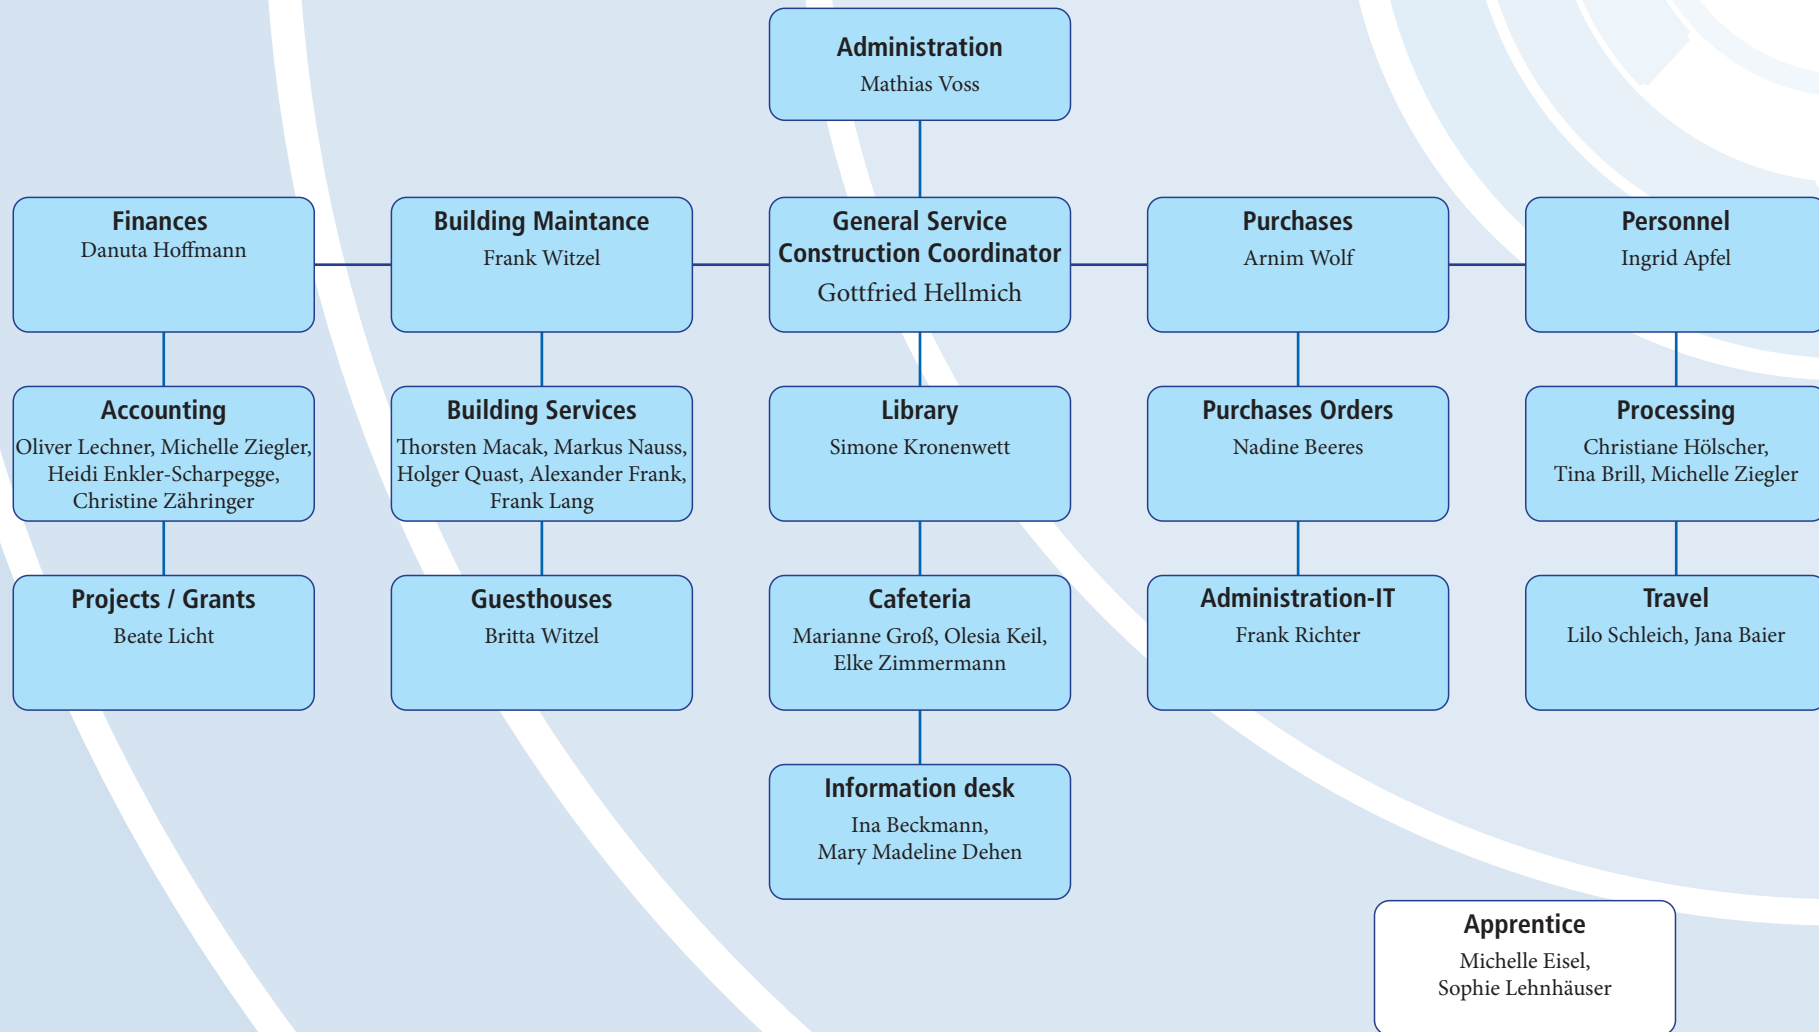 Administration
Mathias Voss
Finances
Danuta Hoffmann
Building Maintance
Frank Witzel
General Service
Construction Coordinator
Gottfried Hellmich
Purchases
Arnim Wolf
Personnel
Ingrid Apfel
Accounting
Oliver Lechner, Michelle Ziegler,
Heidi Enkler-Scharpegge,
Christine Zähringer
Building Services
Thorsten Macak, Markus Nauss,
Holger Quast, Alexander Frank,
Frank Lang
Library
Simone Kronenwett
Purchases Orders
Nadine Beeres
Processing
Christiane Hölscher,
Tina Brill, Michelle Ziegler
Projects / Grants
Beate Licht
Guesthouses
Britta Witzel
Cafeteria
Marianne Groß, Olesia Keil,
Elke Zimmermann
Administration-IT
Frank Richter
Travel
Lilo Schleich, Jana Baier
Information desk
Ina Beckmann,
Mary Madeline Dehen
Apprentice
Michelle Eisel,
Sophie Lehnhäuser